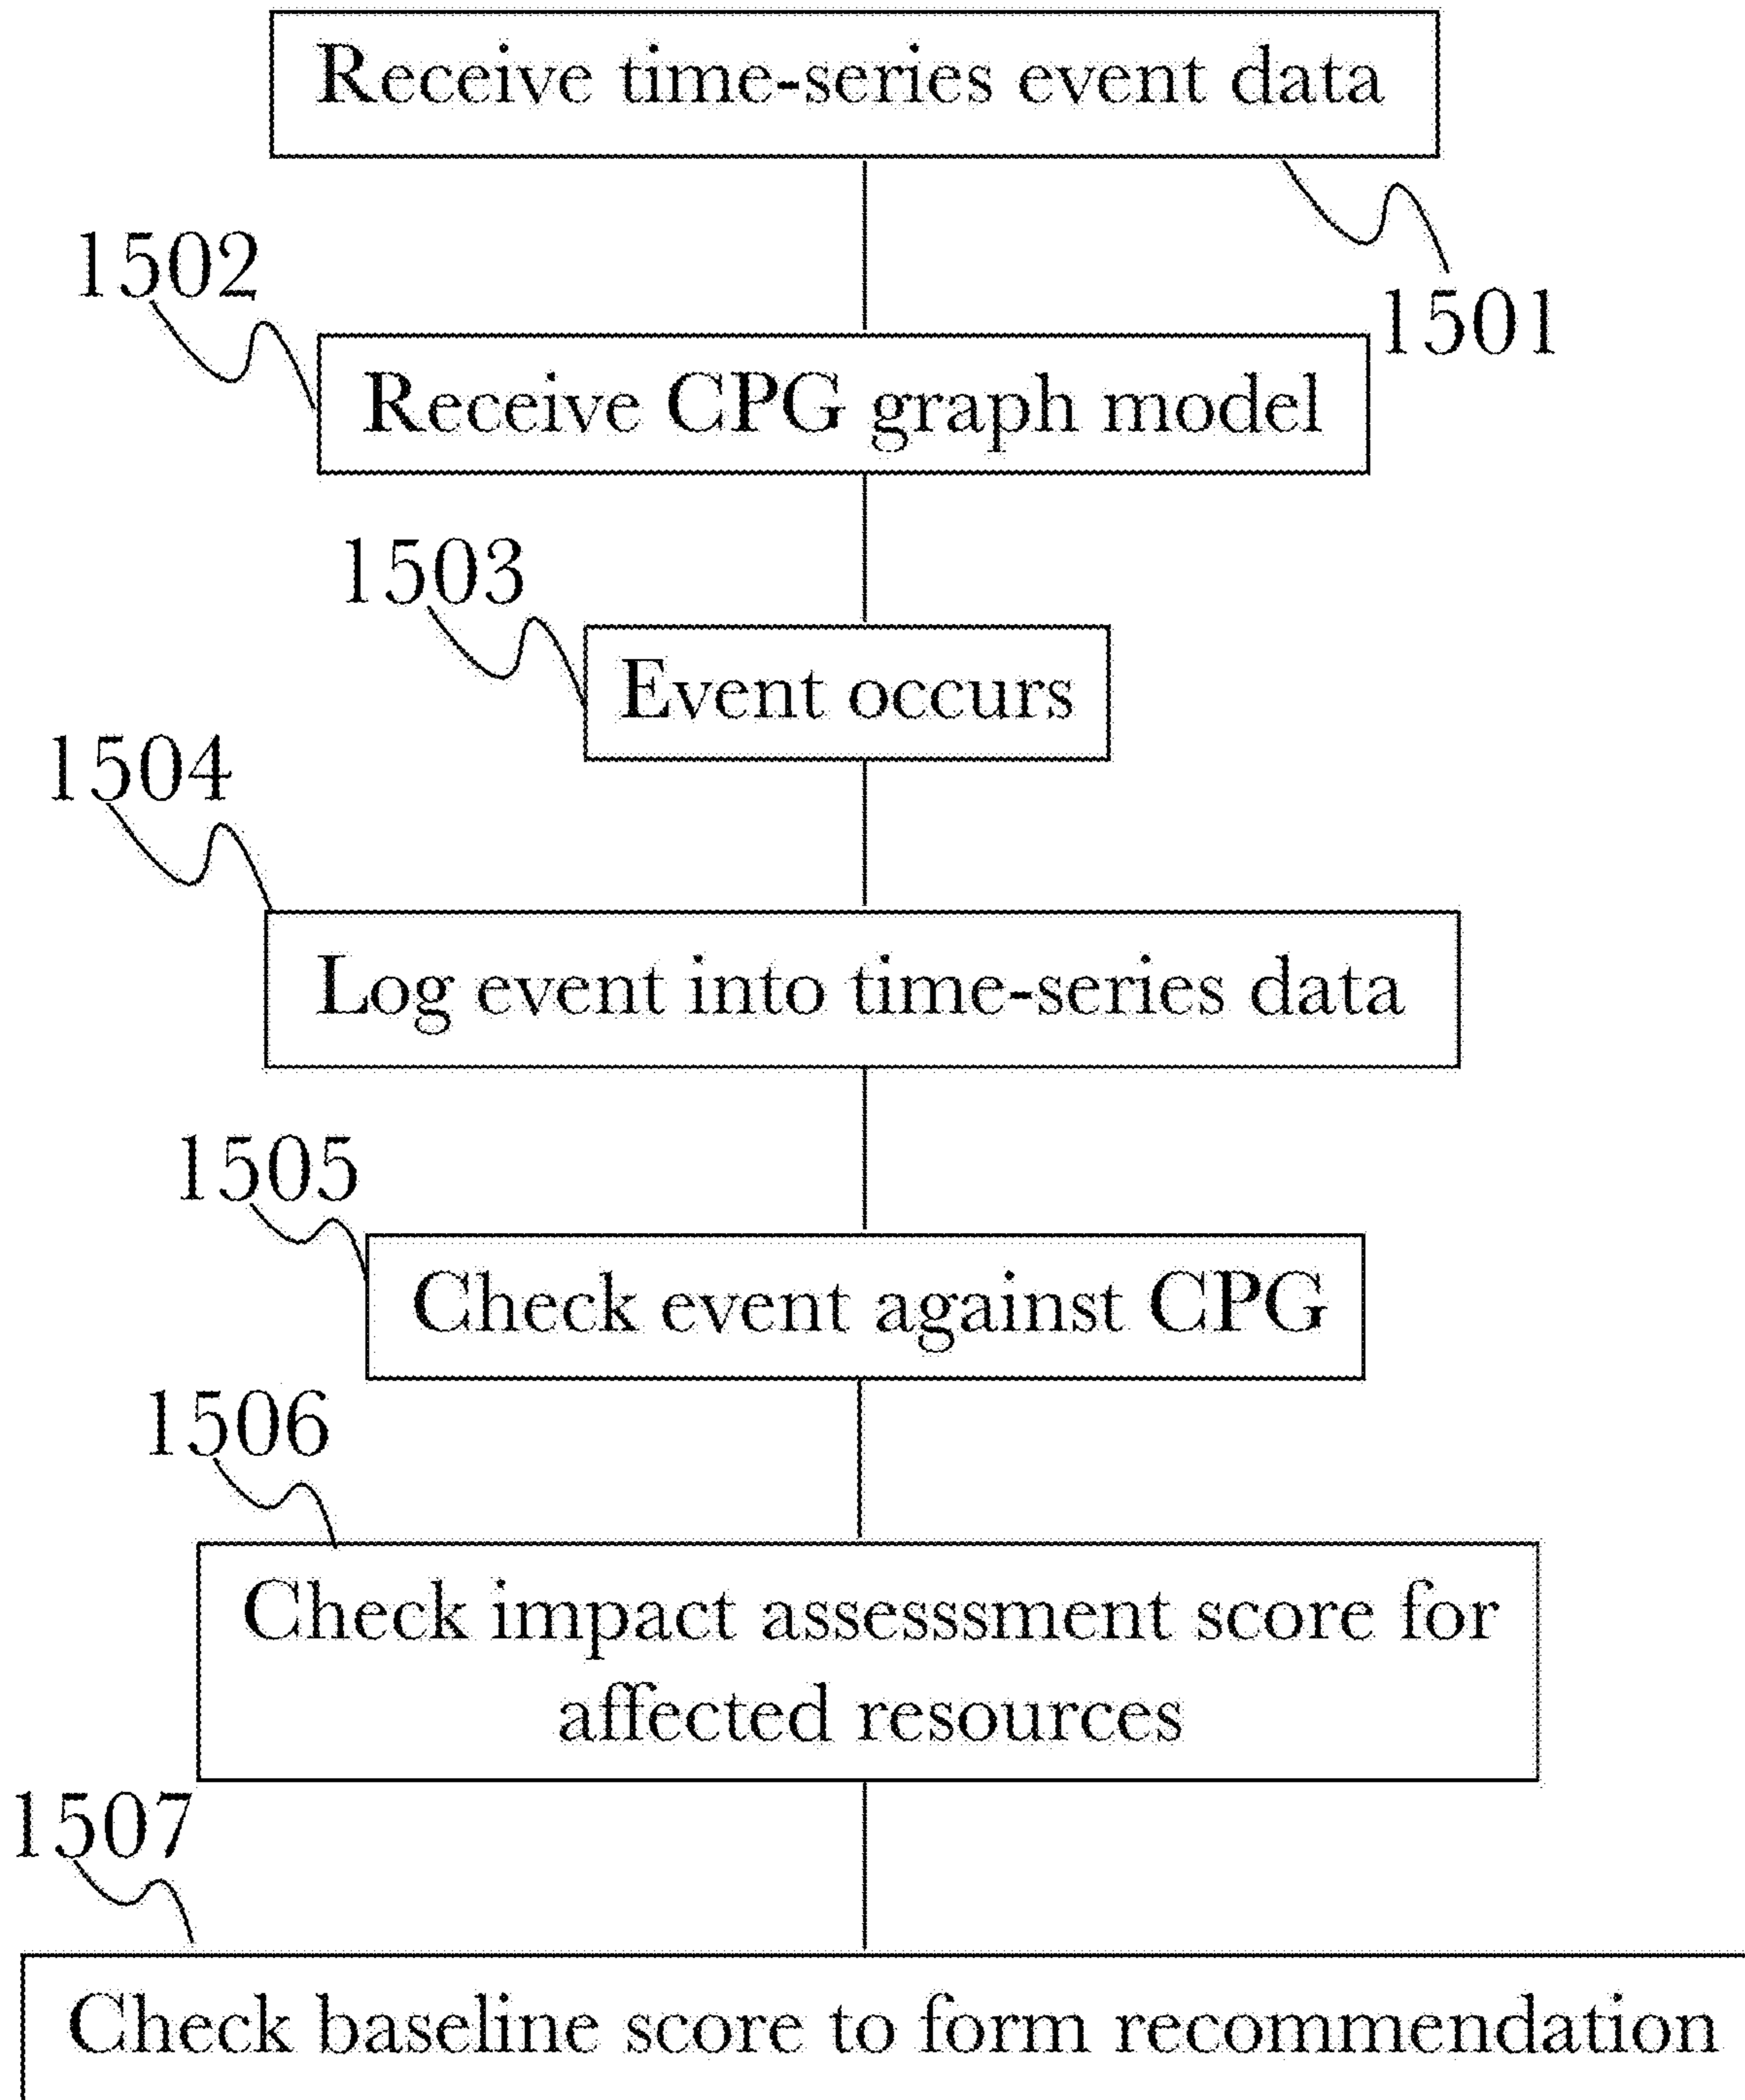 Receive time-series event data
1501
1502
Receive CPG graph model
1503
Event occurs
1504
Log event into time-series data
1505
Check event against CPG
1506
Check impact assesssment score for
affected resources
1507
Check baseline score to form recommendation